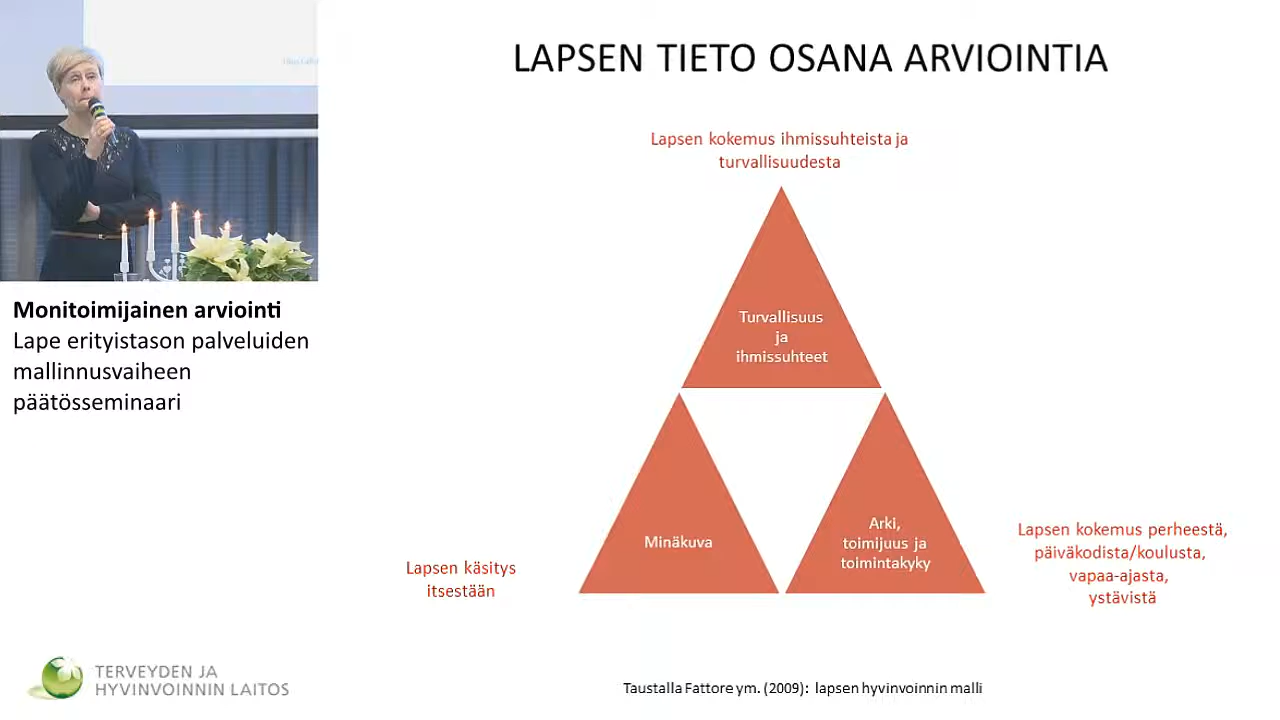 LAPSEN TIETO OSANA ARVIOINTIA
Lapsen kokemus ihmissuhteista ja
turvallisuudesta
Turvallisuus
ja
ihmissuhteet
Monitoimijainen arviointi
Lape erityistason palveluiden
mallinnusvaiheen
päätösseminaari
Minäkuva
Arki,
toimijuus ja
toimintakyky
Lapsen käsitys
itsestään
Lapsen kokemus perheestä,
päiväkodista/koulusta,
vapaa-ajasta,
ystävistä
TERVEYDEN JA
HYVINVOINNIN LAITOS
Taustalla Fattore ym. (2009): lapsen hyvinvoinnin malli